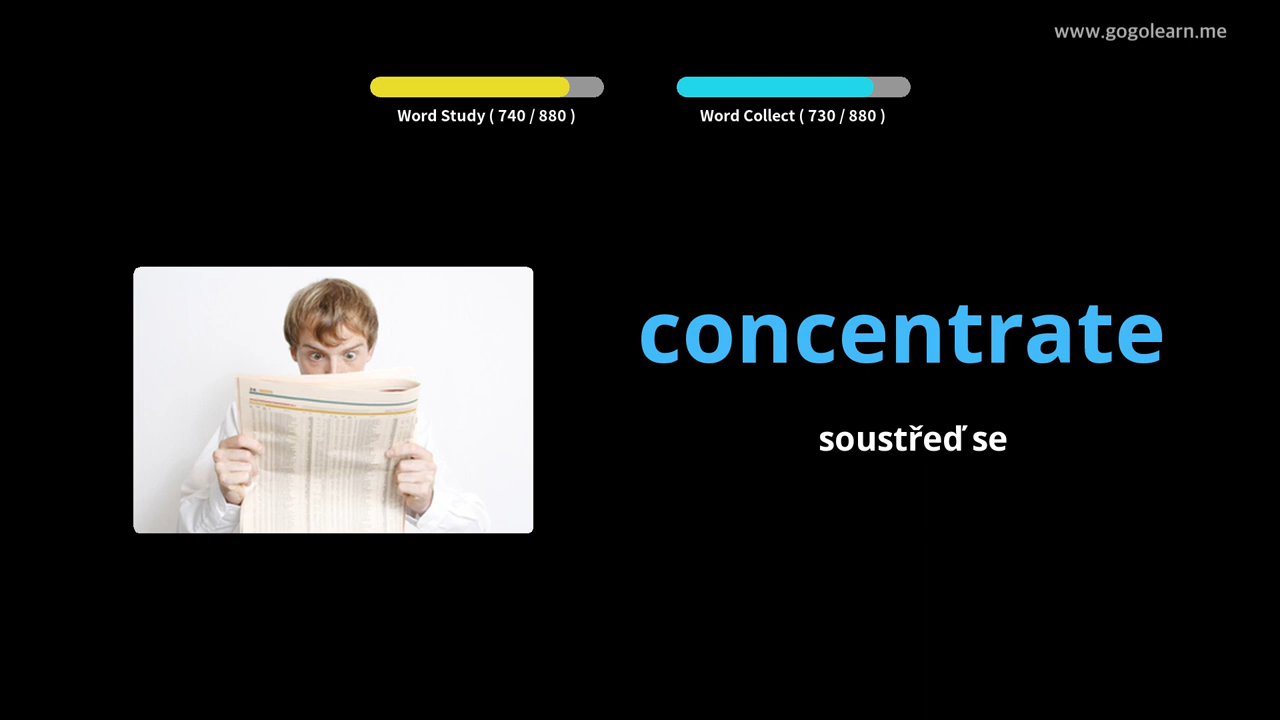 www.gogolearn.me
Word Study ( 740 / 880 )
Word Collect ( 730 / 880 )
concentrate
soustřeď se